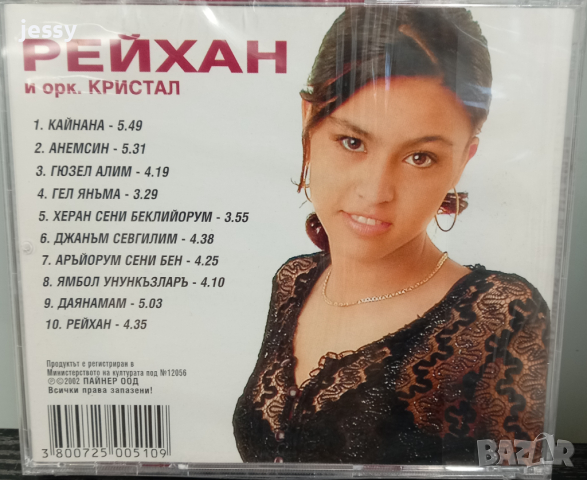 jessy
РЕЙХАН
и орк. КРИСТАЛ
1. КАЙНАНА - 5.49
2. АНЕМСИН - 5.31
3. ГЮЗЕЛ АЛИМ - 4.19
4. ГЕЛ ЯНЪМА - 3.29
5. ХЕРАН СЕНИ БЕКЛИЙОРУМ - 3.55
6. ДЖАНЪМ СЕВГИЛИМ - 4.38
7. АРЪЙОРУМ СЕНИ БЕН - 4.25
8. ЯМБОЛ УНУНКЪЗЛАРЪ - 4.10
9. ДАЯНАМАМ - 5.03
10. РЕЙХАН - 4.35
Продуктът е регистриран в
Министерството на културата под №12056
Ⓟ©2002 ПАЙНЕР ООД
Всички права запазени!
3 800725 005109
BAZAR